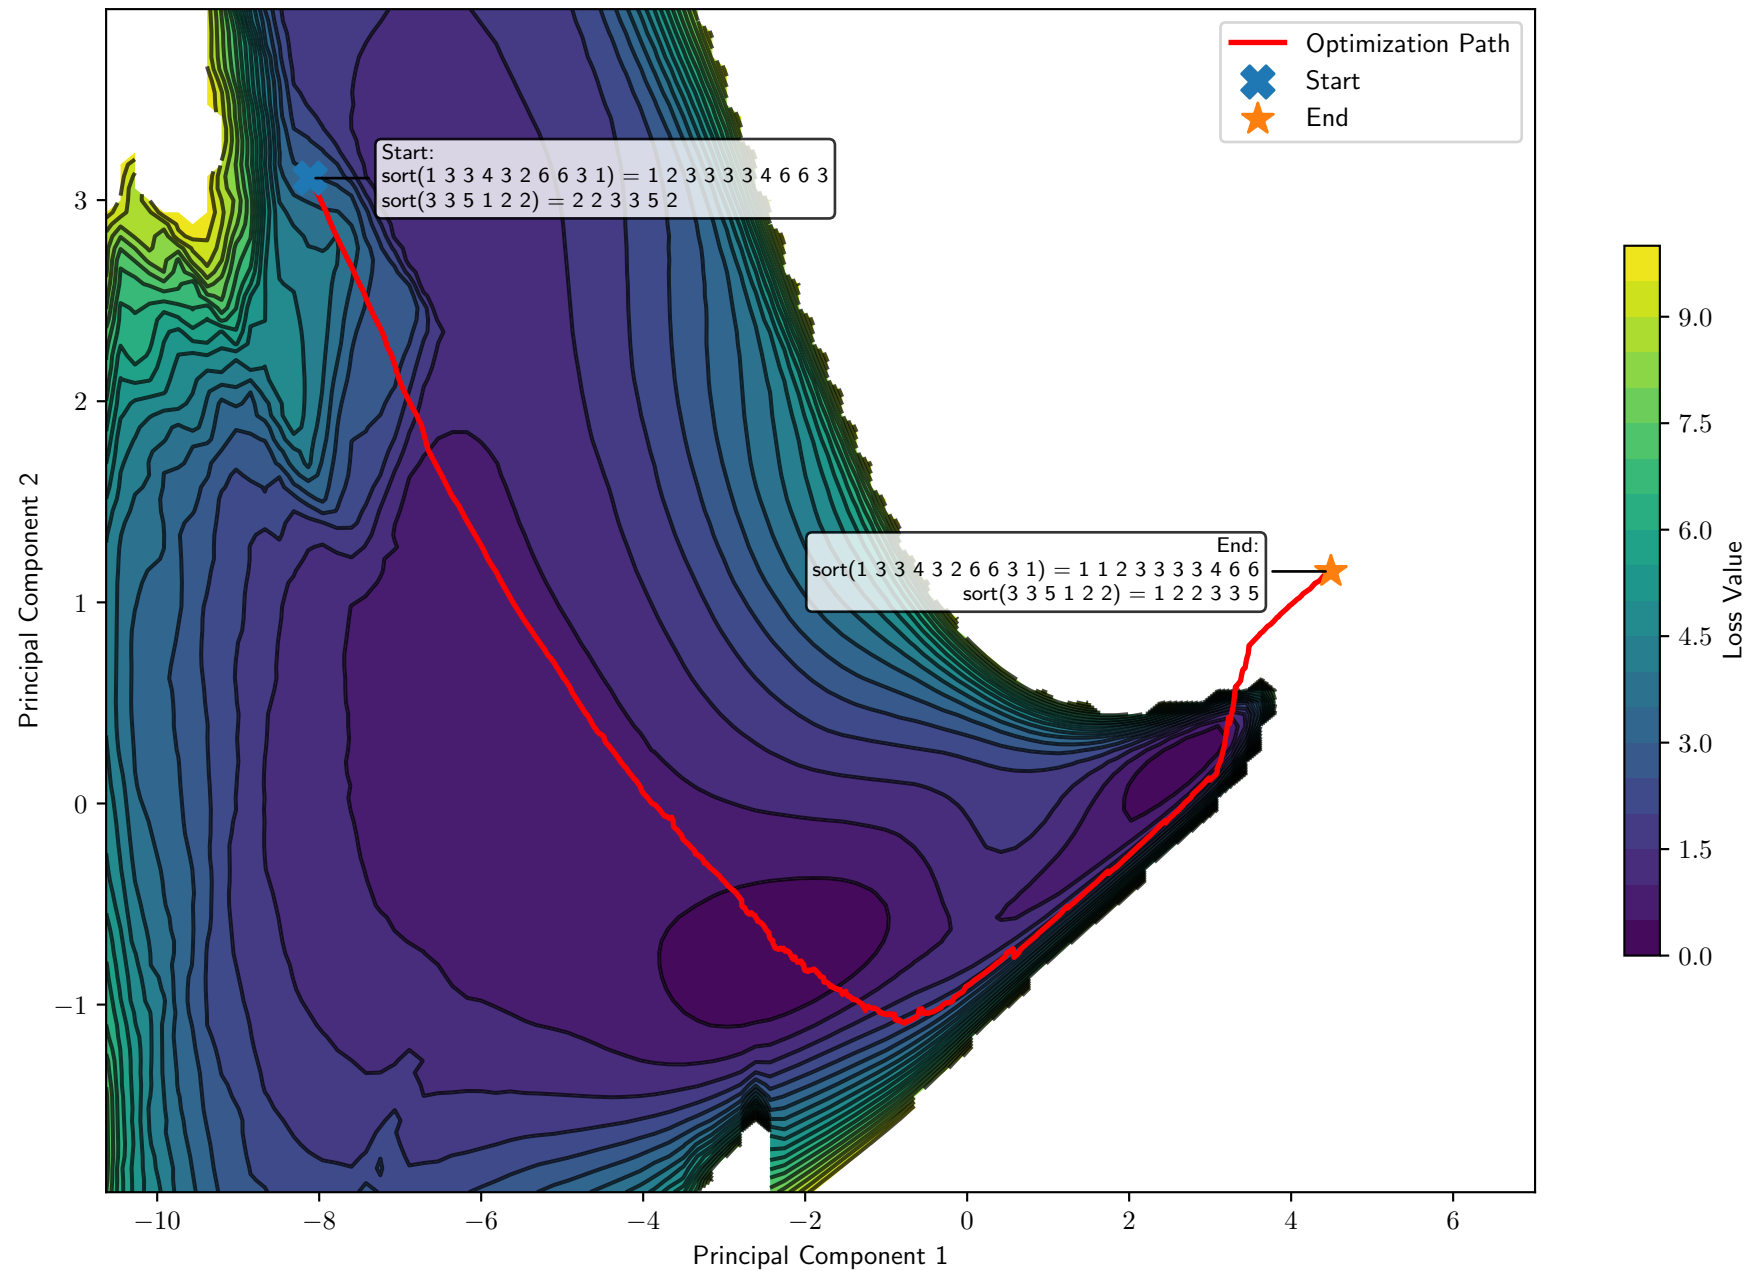 Optimization Path
Start
End
Start:
sort(1 3 3 4 3 2 6 6 3 1) = 1 2 3 3 3 3 4 6 6 3
sort(3 3 5 1 2 2) = 2 2 3 3 5 2
End:
sort(1 3 3 4 3 2 6 6 3 1) = 1 1 2 3 3 3 3 4 6 6
sort(3 3 5 1 2 2) = 1 2 2 3 3 5
3
2
1
0
−1
Principal Component 2
−10 −8 −6 −4 −2 0 2 4 6
Principal Component 1
9.0
7.5
6.0
4.5
3.0
1.5
0.0
Loss Value